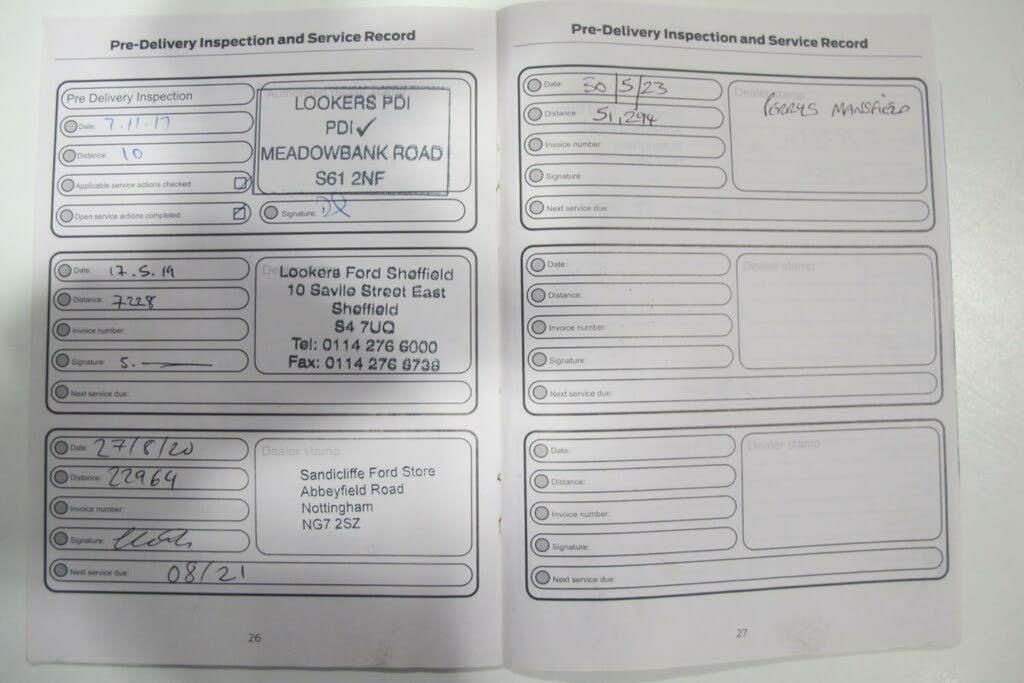 Pre-Delivery Inspection and Service Record
Pre Delivery Inspection
Date: 7.11.17
Distance: 10
Applicable service actions checked:
Open service actions completed:
LOOKERS PDI
PDI ✓
MEADOWBANK ROAD
S61 2NF
Signature:
Date: 17.5.19
Distance: 7228
Invoice number:
Signature: S.
Next service due:
Lookers Ford Sheffield
10 Savile Street East
Sheffield
S4 7UQ
Tel: 0114 276 6000
Fax: 0114 276 8738
Date: 27/8/20
Distance: 22964
Invoice number:
Signature:
Next service due: 08/21
Dealer stamp
Sandicliffe Ford Store
Abbeyfield Road
Nottingham
NG7 2SZ
26
Pre-Delivery Inspection and Service Record
Date: 30/5/23
Distance: 51,294
Invoice number:
Signature:
Next service due:
Dealer stamp
PERRYS MANSFIELD
Date:
Distance:
Invoice number:
Signature:
Next service due:
Dealer stamp
Date:
Distance:
Invoice number:
Signature:
Next service due:
Dealer stamp
27